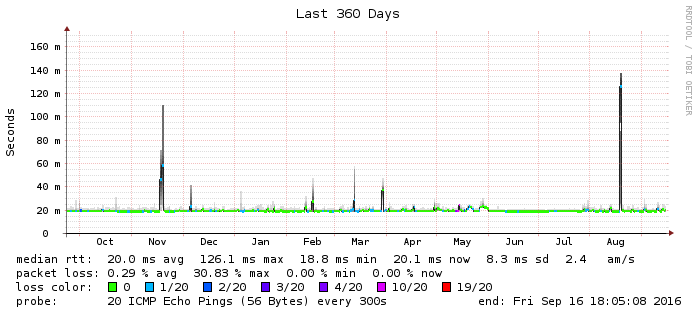 Last 360 Days
RRDTOOL / TOBI OETIKER
Seconds
160 m
140 m
120 m
100 m
80 m
60 m
40 m
20 m
0
Oct Nov Dec Jan Feb Mar Apr May Jun Jul Aug
median rtt: 20.0 ms avg 126.1 ms max 18.8 ms min 20.1 ms now 8.3 ms sd 2.4 am/s
packet loss: 0.29 % avg 30.83 % max 0.00 % min 0.00 % now
loss color: 0 1/20 2/20 3/20 4/20 10/20 19/20
probe: 20 ICMP Echo Pings (56 Bytes) every 300s end: Fri Sep 16 18:05:08 2016